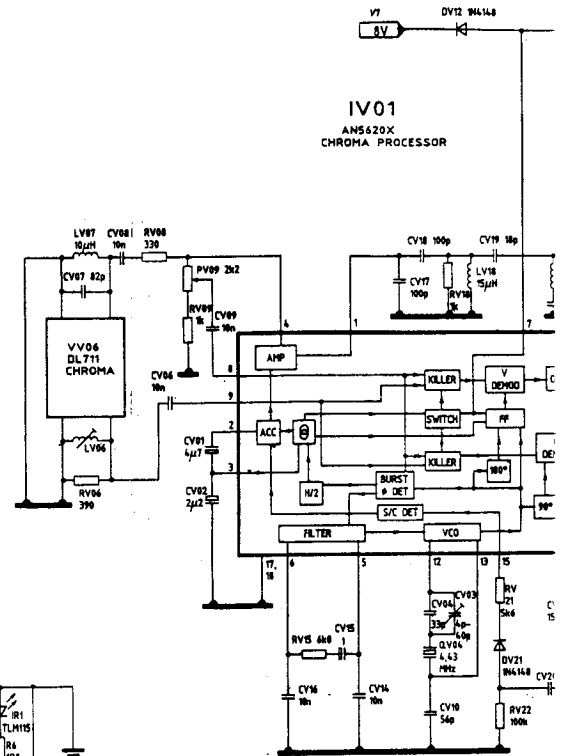 V7
DV12 1N4148
8V
IV01
AN5620X
CHROMA PROCESSOR
LV07
10µH
CV08
10n
RV08
330
CV18 100p
CV19 18p
CV07 82p
PV09 2k2
CV17
100p
RV18
1k
LV18
15µH
RV09
1k
CV09
10n
4
1
7
VV06
DL711
CHROMA
AMP
8
KILLER
V
DEMOD
CV06
10n
9
2
ACC
SWITCH
FF
LV06
CV01
4µ7
KILLER
180°
3
RV06
390
CV02
2µ2
H/2
BURST
ø DET
90°
S/C DET
FILTER
VCO
17,
18
6
5
12
13
15
CV04
33p
CV03
4p-
40p
RV
21
5k6
RV15 6k8
CV15
1
QV04
4,43
MHz
DV21
1N4148
CV16
10n
CV14
10n
CV10
56p
RV22
100k
IR1
TLM115
R6